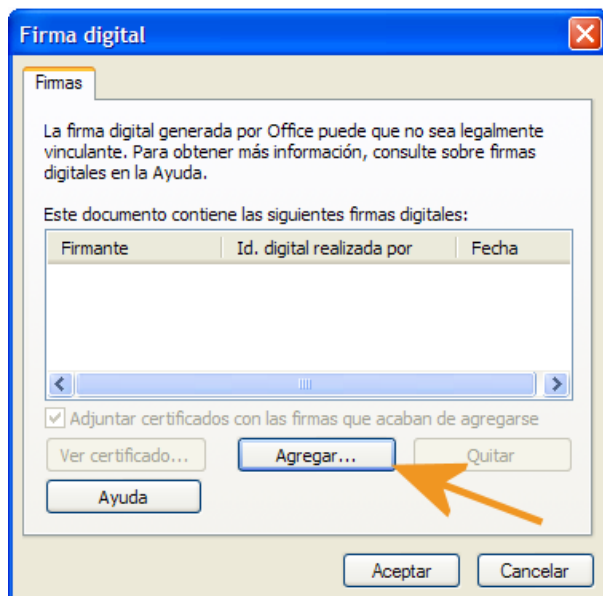 Firma digital
Firmas
La firma digital generada por Office puede que no sea legalmente
vinculante. Para obtener más información, consulte sobre firmas
digitales en la Ayuda.
Este documento contiene las siguientes firmas digitales:
Firmante Id. digital realizada por Fecha
Adjuntar certificados con las firmas que acaban de agregarse
Ver certificado... Agregar... Quitar
Ayuda
Aceptar Cancelar